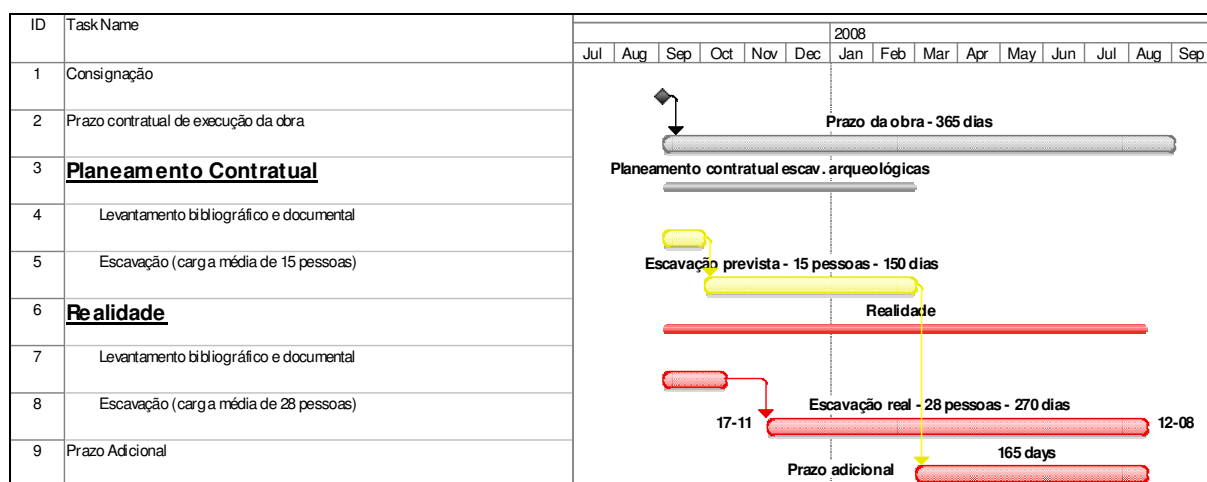 ID Task Name
2008
Jul Aug Sep Oct Nov Dec Jan Feb Mar Apr May Jun Jul Aug Sep
1 Consignação
2 Prazo contratual de execução da obra
Prazo da obra - 365 dias
3 Planeamento Contratual
Planeamento contratual escav. arqueológicas
4 Levantamento bibliográfico e documental
5 Escavação (carga média de 15 pessoas)
Escavação prevista - 15 pessoas - 150 dias
6 Realidade
Realidade
7 Levantamento bibliográfico e documental
8 Escavação (carga média de 28 pessoas)
Escavação real - 28 pessoas - 270 dias
17-11 12-08
9 Prazo Adicional
165 days
Prazo adicional